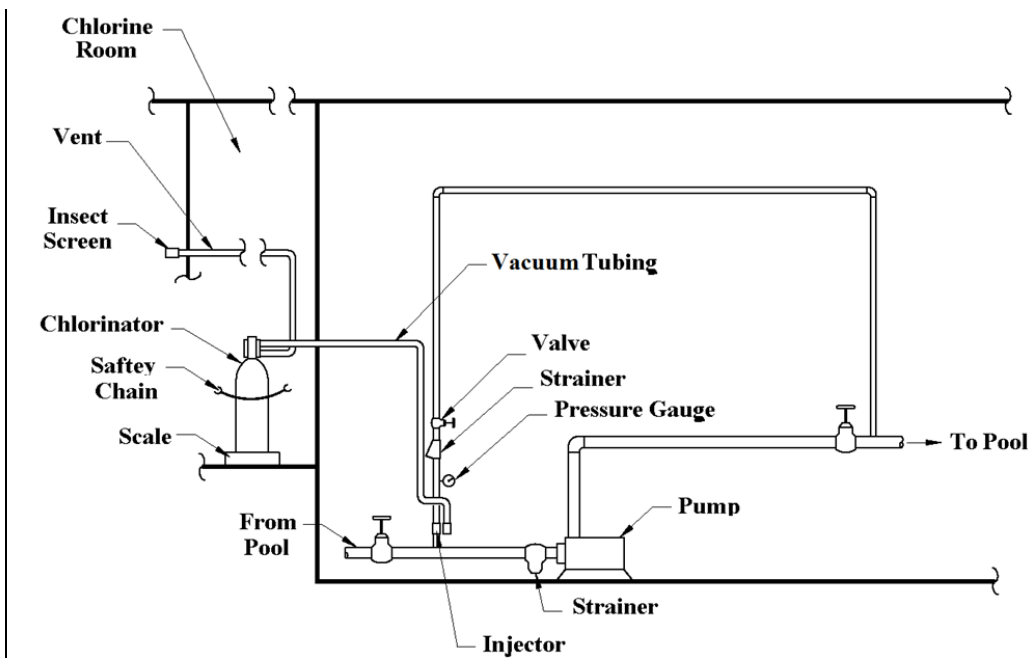 Chlorine
Room
Vent
Insect
Screen
Vacuum Tubing
Chlorinator
Valve
Saftey
Chain
Strainer
Pressure Gauge
Scale
To Pool
From
Pool
Pump
Strainer
Injector